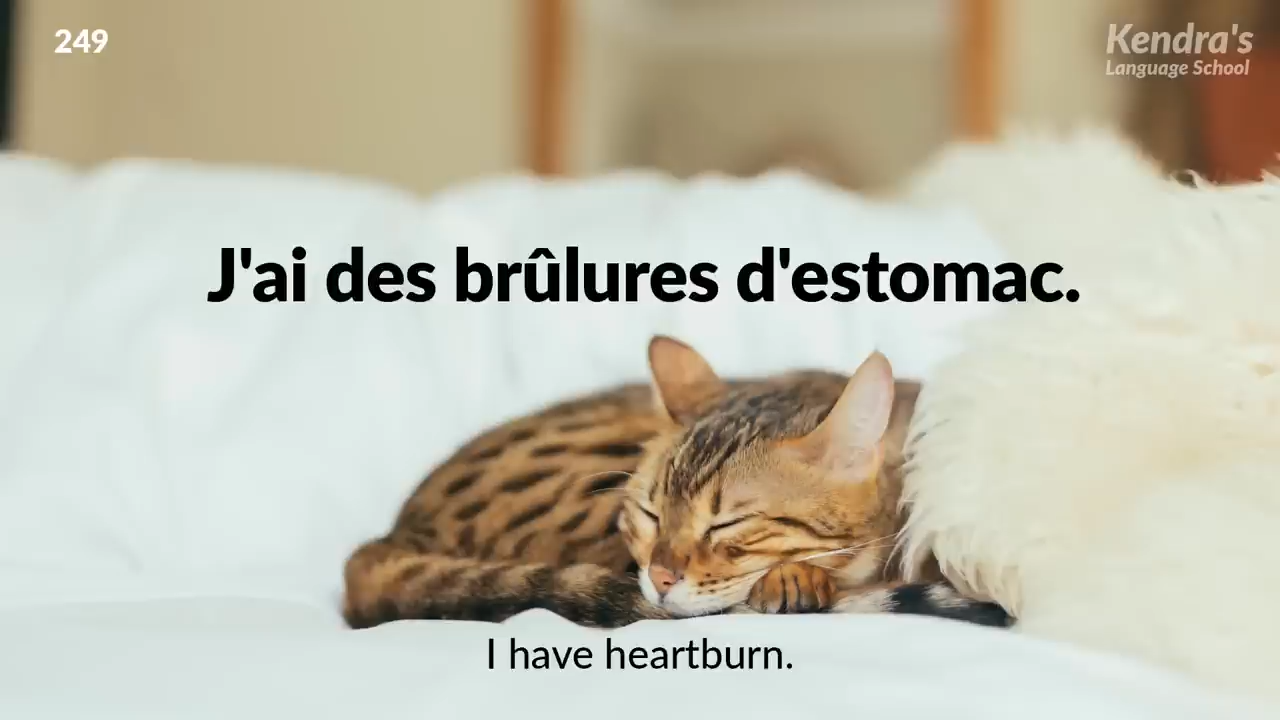 249
Kendra's
Language School
J'ai des brûlures d'estomac.
I have heartburn.